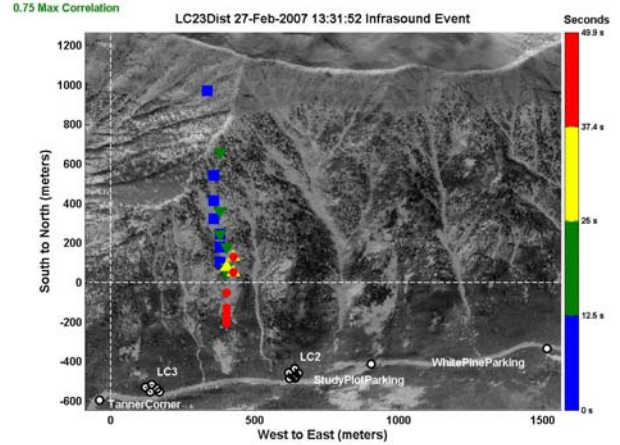 0.75 Max Correlation
LC23Dist 27-Feb-2007 13:31:52 Infrasound Event
Seconds
49.9 s
37.4 s
25 s
12.5 s
0 s
South to North (meters)
1200
1000
800
600
400
200
0
-200
-400
-600
LC3
LC2
TannerCorner
StudyPlotParking
WhitePineParking
0
500
1000
1500
West to East (meters)